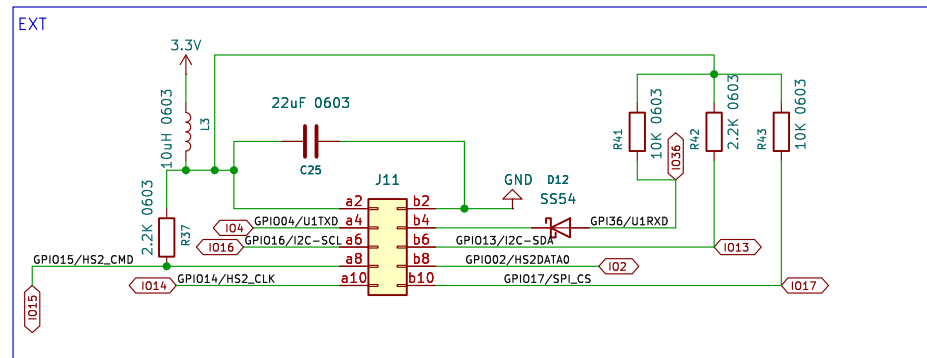 EXT
3.3V
10uH 0603
L3
22uF 0603
C25
R41
10K 0603
IO36
R42
2.2K 0603
R43
10K 0603
J11
GND
D12
SS54
2.2K 0603
R37
a2
b2
IO4
GPIO04/U1TXD
a4
b4
GPI36/U1RXD
IO16
GPIO16/I2C-SCL
a6
b6
GPIO13/I2C-SDA
IO13
GPIO15/HS2_CMD
a8
b8
GPIO02/HS2DATA0
IO2
IO14
GPIO14/HS2_CLK
a10
b10
GPIO17/SPI_CS
IO17
IO15